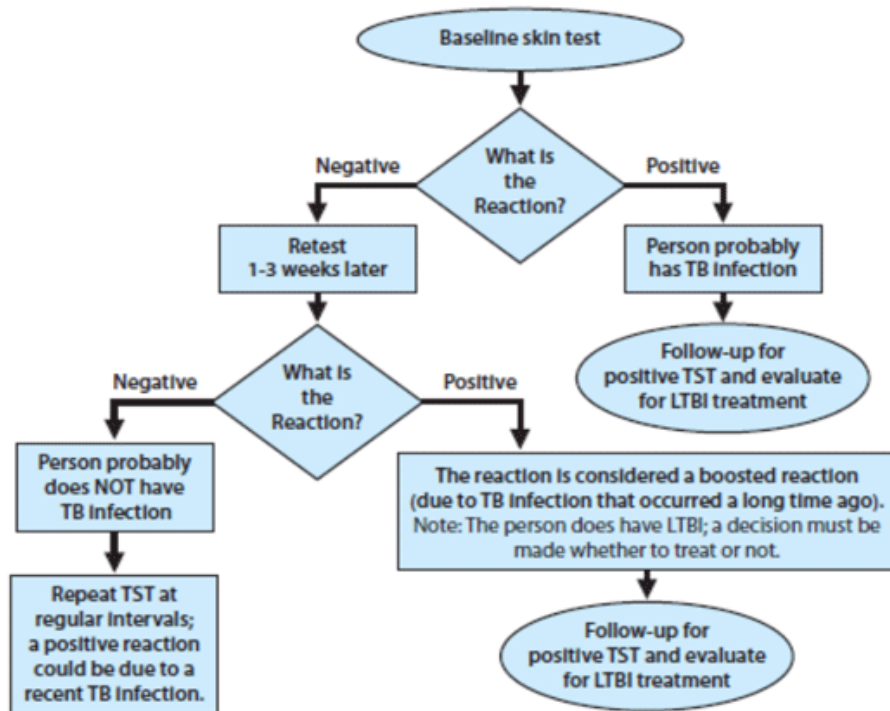 Baseline skin test
What is
the
Reaction?
Negative
Positive
Retest
1-3 weeks later
Person probably
has TB infection
Follow-up for
positive TST and evaluate
for LTBI treatment
What is
the
Reaction?
Negative
Positive
Person probably
does NOT have
TB infection
The reaction is considered a boosted reaction
(due to TB infection that occurred a long time ago).
Note: The person does have LTBI; a decision must be
made whether to treat or not.
Repeat TST at
regular intervals;
a positive reaction
could be due to a
recent TB infection.
Follow-up for
positive TST and evaluate
for LTBI treatment